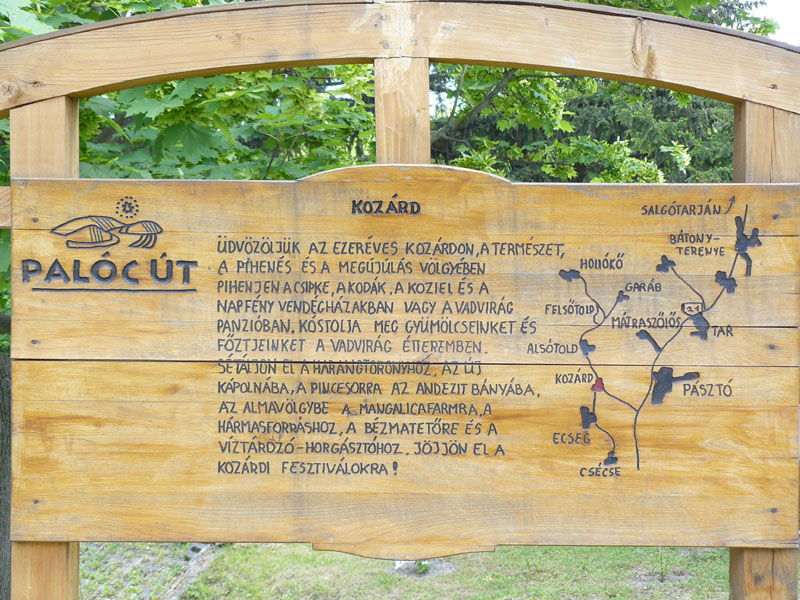 KOZÁRD
PALÓC ÚT
ÜDVÖZÖLJÜK AZ EZERÉVES KOZÁRDON, A TERMÉSZET,
A PIHENÉS ÉS A MEGÚJULÁS VÖLGYÉBEN
PIHENJEN A CSIPKE, A KODÁK, A KOZIEL ÉS A
NAPFÉNY VENDÉGHÁZAKBAN VAGY A VADVIRÁG
PANZIÓBAN. KÓSTOLJA MEG GYÜMÖLCSEINKET ÉS
FŐZTJEINKET A VADVIRÁG ÉTTEREMBEN.
SÉTÁLJON EL A HARANGTORONYHOZ, AZ ÚJ
KÁPOLNÁBA, A PINCESORRA AZ ANDEZIT BÁNYÁBA,
AZ ALMAVÖLGYBE A MANGALICAFARMRA, A
HÁRMASFORRÁSHOZ, A BÉZMATETŐRE ÉS A
VÍZTÁROZÓ-HORGÁSZTÓHOZ. JÖJJÖN EL A
KOZÁRDI FESZTIVÁLOKRA!
SALGÓTARJÁN
BÁTONY-
TERENYE
HOLLÓKŐ
GARÁB
FELSŐTOLD
21
MÁTRASZŐLŐS
TAR
ALSÓTOLD
KOZÁRD
PÁSZTÓ
ECSEG
CSÉCSE